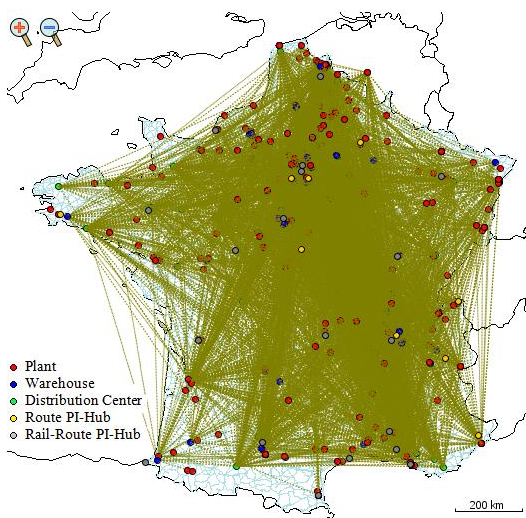 Plant
Warehouse
Distribution Center
Route PI-Hub
Rail-Route PI-Hub
200 km